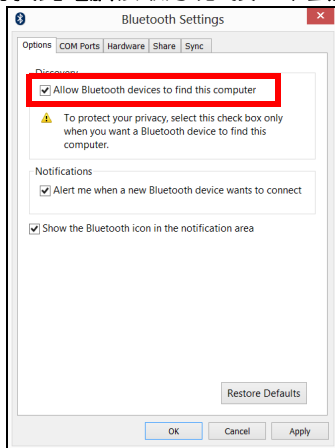 Bluetooth Settings
Options COM Ports Hardware Share Sync
Discovery
Allow Bluetooth devices to find this computer
To protect your privacy, select this check box only
when you want a Bluetooth device to find this
computer.
Notifications
Alert me when a new Bluetooth device wants to connect
Show the Bluetooth icon in the notification area
Restore Defaults
OK Cancel Apply